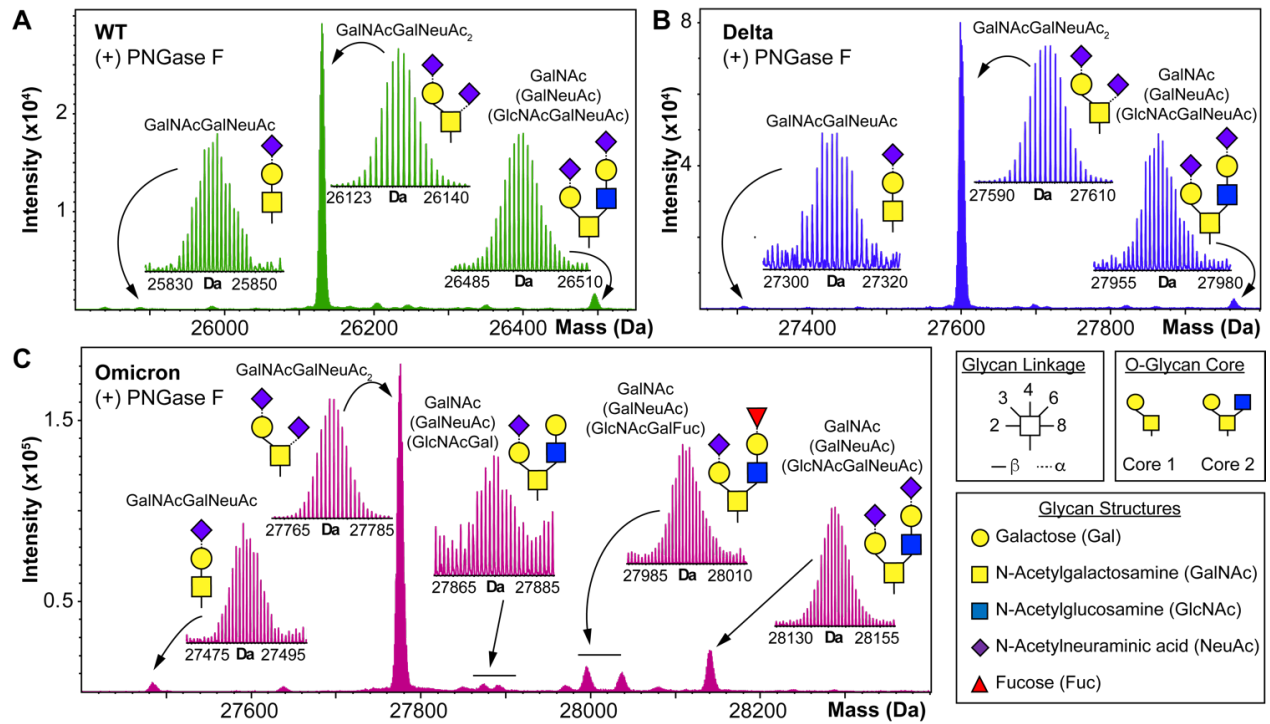 A
WT
(+) PNGase F
Intensity (x10⁴)
2
1
GalNAcGalNeuAc
25830 Da 25850
GalNAcGalNeuAc₂
26123 Da 26140
GalNAc
(GalNeuAc)
(GlcNAcGalNeuAc)
26485 Da 26510
26000
26200
26400
Mass (Da)
B
Delta
(+) PNGase F
Intensity (x10⁴)
8
4
GalNAcGalNeuAc
27300 Da 27320
GalNAcGalNeuAc₂
27590 Da 27610
GalNAc
(GalNeuAc)
(GlcNAcGalNeuAc)
27955 Da 27980
27400
27600
27800
Mass (Da)
C
Omicron
(+) PNGase F
Intensity (x10⁵)
1.5
0.5
GalNAcGalNeuAc
27475 Da 27495
GalNAcGalNeuAc₂
27765 Da 27785
GalNAc
(GalNeuAc)
(GlcNAcGal)
27865 Da 27885
GalNAc
(GalNeuAc)
(GlcNAcGalFuc)
27985 Da 28010
GalNAc
(GalNeuAc)
(GlcNAcGalNeuAc)
28130 Da 28155
27600
27800
28000
28200
Mass (Da)
Glycan Linkage
3 4 6
2 8
β α
O-Glycan Core
Core 1 Core 2
Glycan Structures
Galactose (Gal)
N-Acetylgalactosamine (GalNAc)
N-Acetylglucosamine (GlcNAc)
N-Acetylneuraminic acid (NeuAc)
Fucose (Fuc)